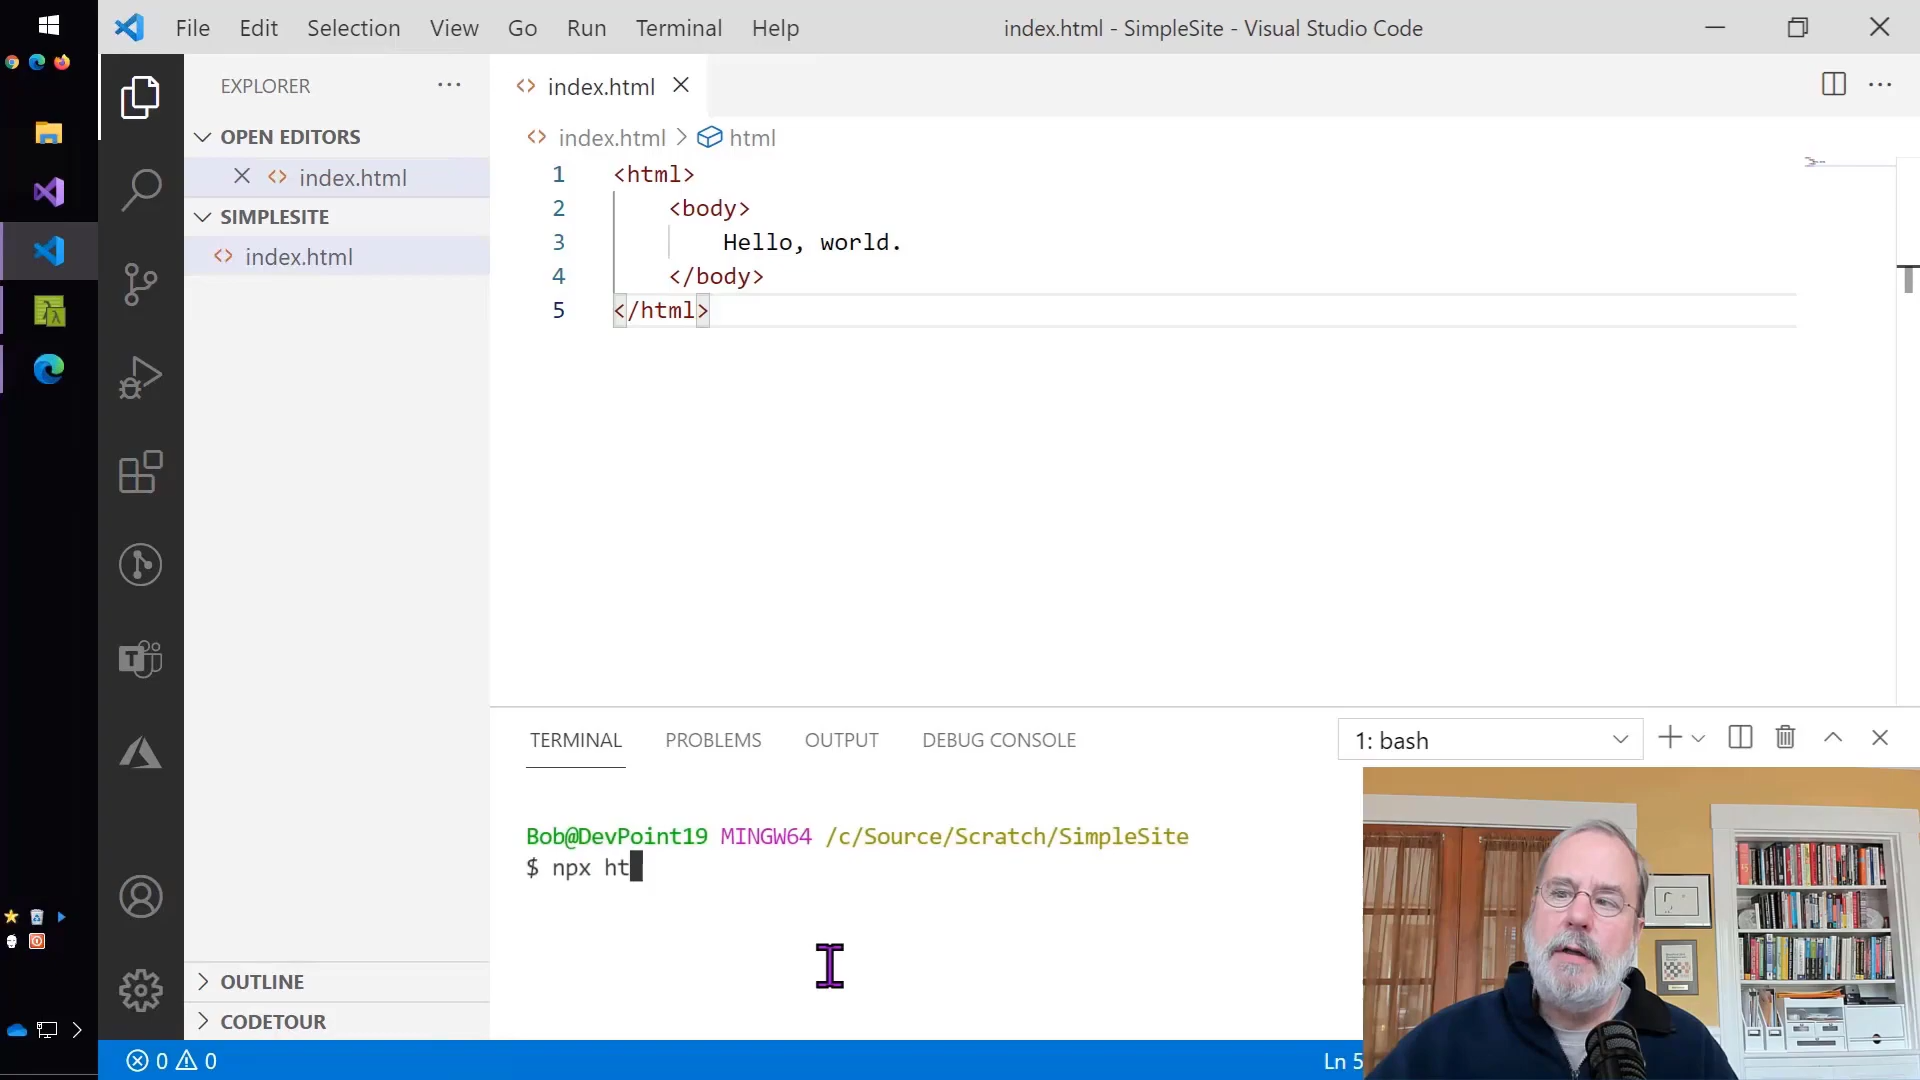 File Edit Selection View Go Run Terminal Help
index.html - SimpleSite - Visual Studio Code
EXPLORER
OPEN EDITORS
index.html
SIMPLESITE
index.html
OUTLINE
CODETOUR
index.html
index.html > html
1 <html>
2 <body>
3 Hello, world.
4 </body>
5 </html>
TERMINAL PROBLEMS OUTPUT DEBUG CONSOLE
1: bash
Bob@DevPoint19 MINGW64 /c/Source/Scratch/SimpleSite
$ npx ht
0 0
Ln 5